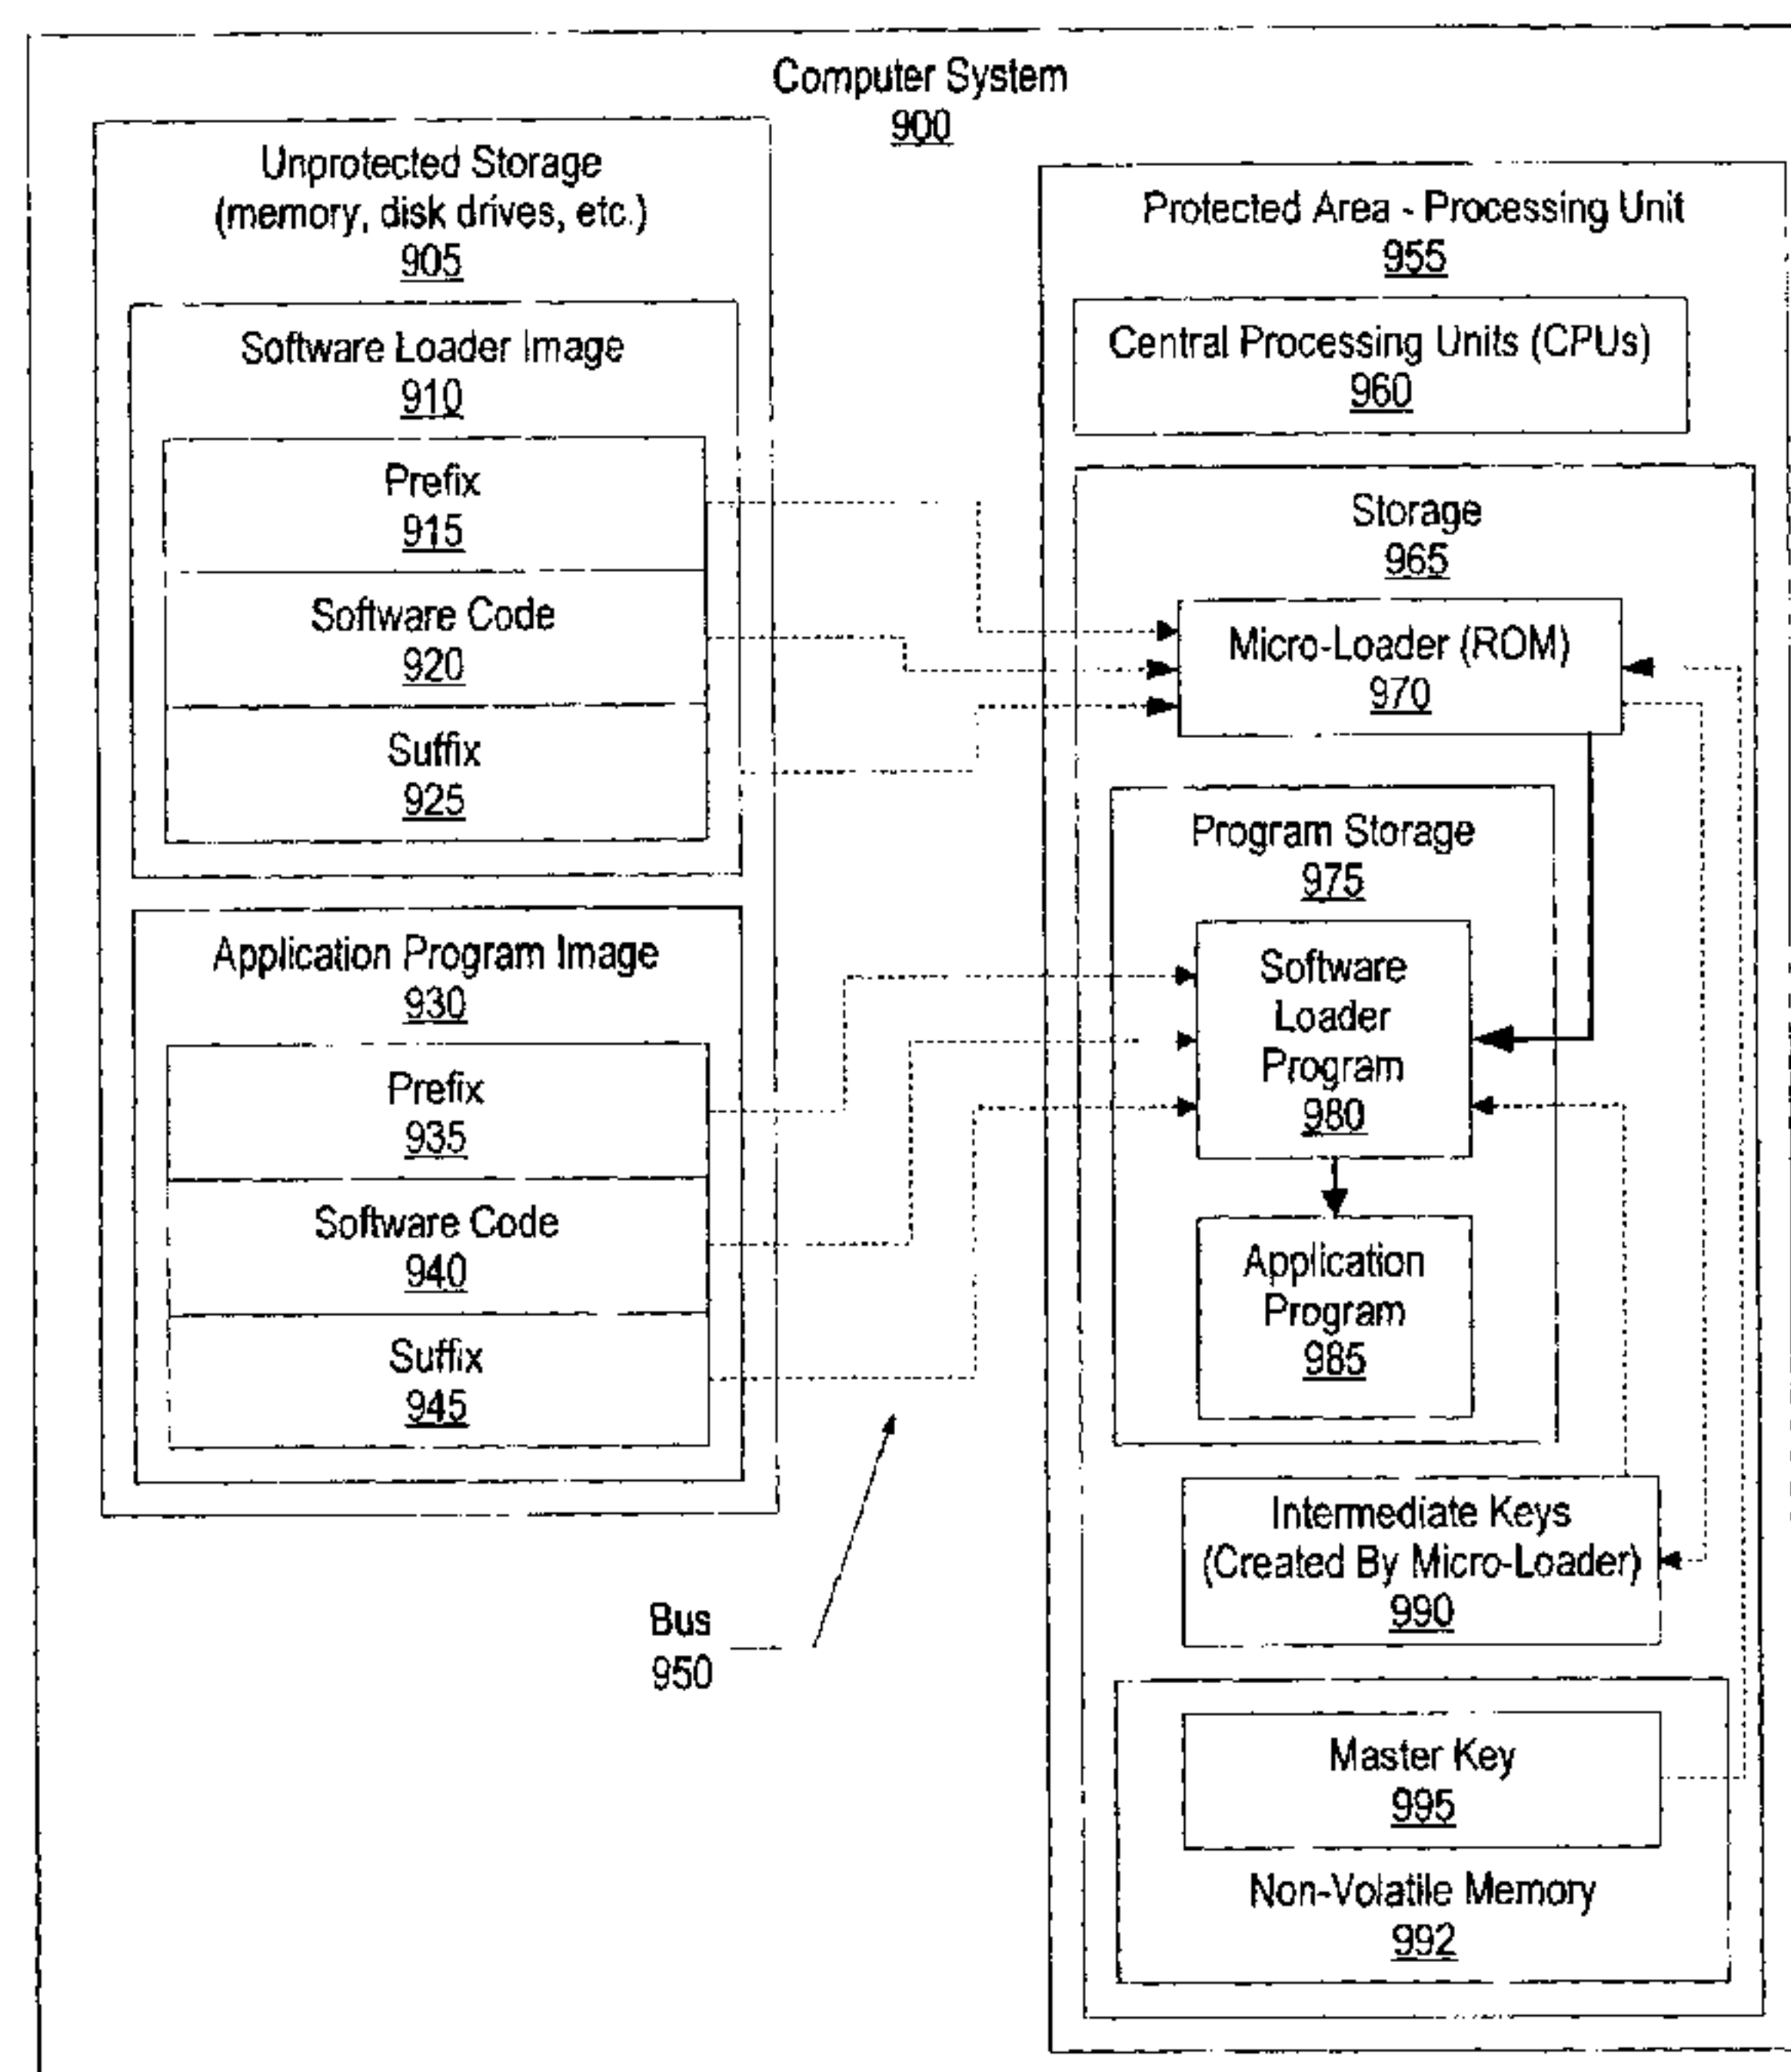 Computer System
900
Unprotected Storage
(memory, disk drives, etc.)
905
Software Loader Image
910
Prefix
915
Software Code
920
Suffix
925
Application Program Image
930
Prefix
935
Software Code
940
Suffix
945
Bus
950
Protected Area - Processing Unit
955
Central Processing Units (CPUs)
960
Storage
965
Micro-Loader (ROM)
970
Program Storage
975
Software
Loader
Program
980
Application
Program
985
Intermediate Keys
(Created By Micro-Loader)
990
Master Key
995
Non-Volatile Memory
992